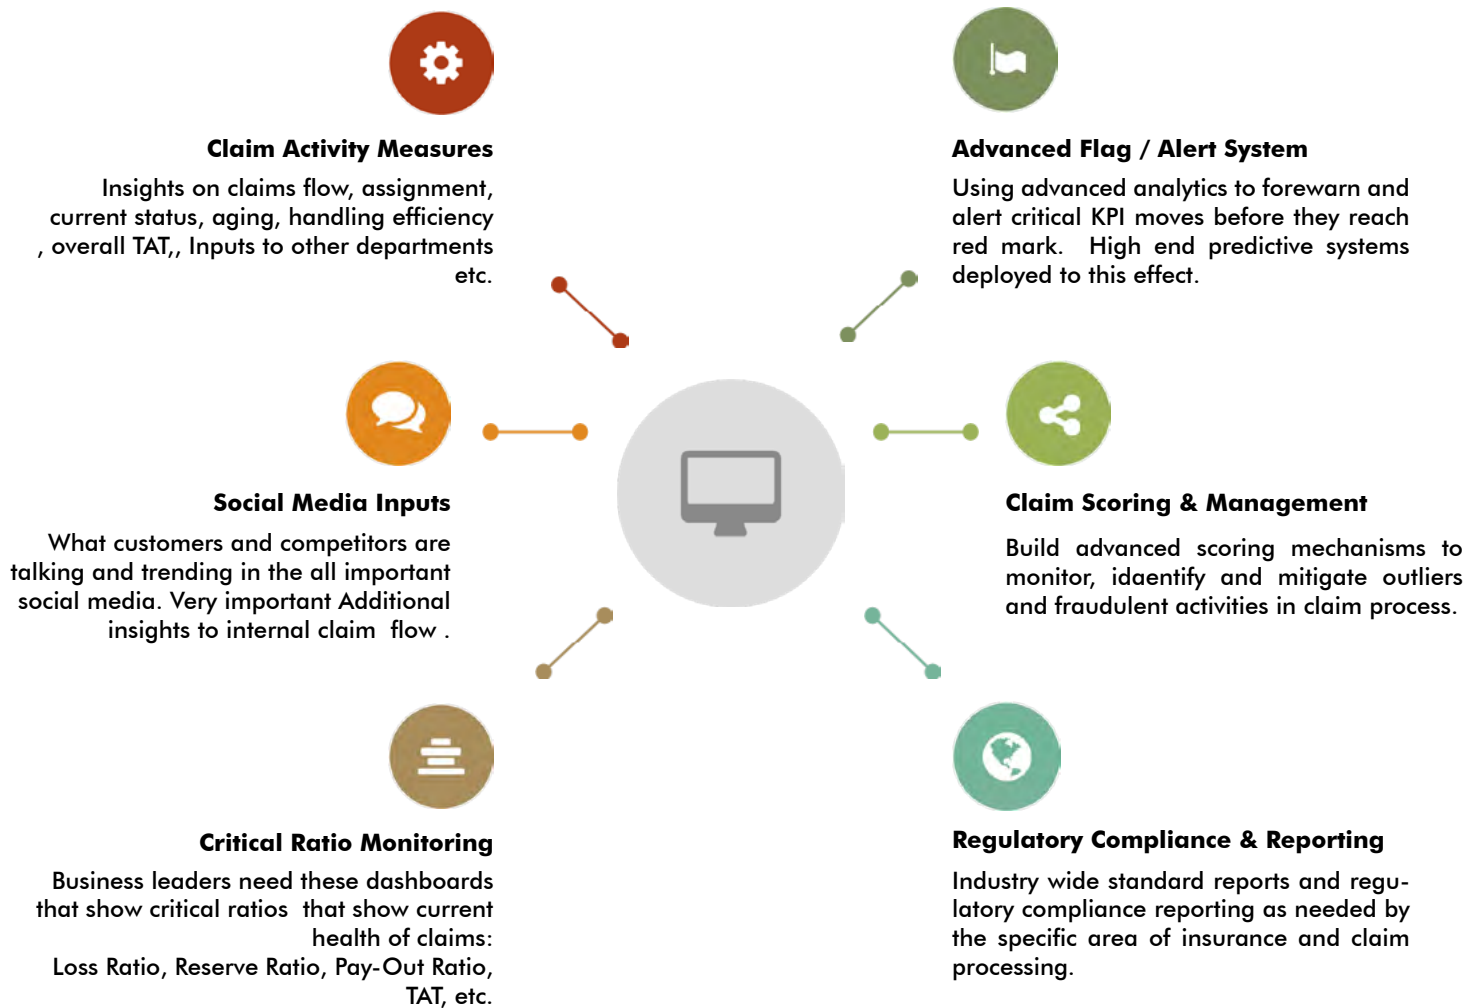 Claim Activity Measures
Insights on claims flow, assignment,
current status, aging, handling efficiency
, overall TAT,, Inputs to other departments
etc.
Social Media Inputs
What customers and competitors are
talking and trending in the all important
social media. Very important Additional
insights to internal claim flow .
Critical Ratio Monitoring
Business leaders need these dashboards
that show critical ratios that show current
health of claims:
Loss Ratio, Reserve Ratio, Pay-Out Ratio,
TAT, etc.
Advanced Flag / Alert System
Using advanced analytics to forewarn and
alert critical KPI moves before they reach
red mark. High end predictive systems
deployed to this effect.
Claim Scoring & Management
Build advanced scoring mechanisms to
monitor, idaentify and mitigate outliers
and fraudulent activities in claim process.
Regulatory Compliance & Reporting
Industry wide standard reports and regu-
latory compliance reporting as needed by
the specific area of insurance and claim
processing.